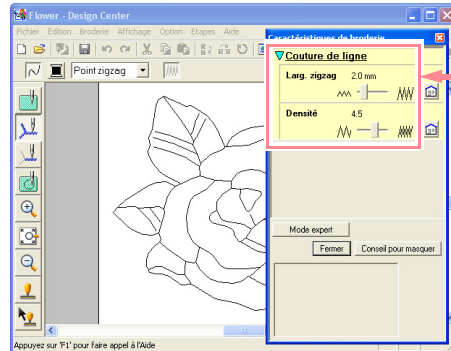 Flower - Design Center
Fichier Edition Broderie Affichage Option Etapes Aide
Point zigzag
Caractéristiques de broderie
Couture de ligne
Larg. zigzag 2.0 mm
Densité 4.5
Mode expert
Fermer Conseil pour masquer
Appuyez sur 'F1' pour faire appel à l'Aide